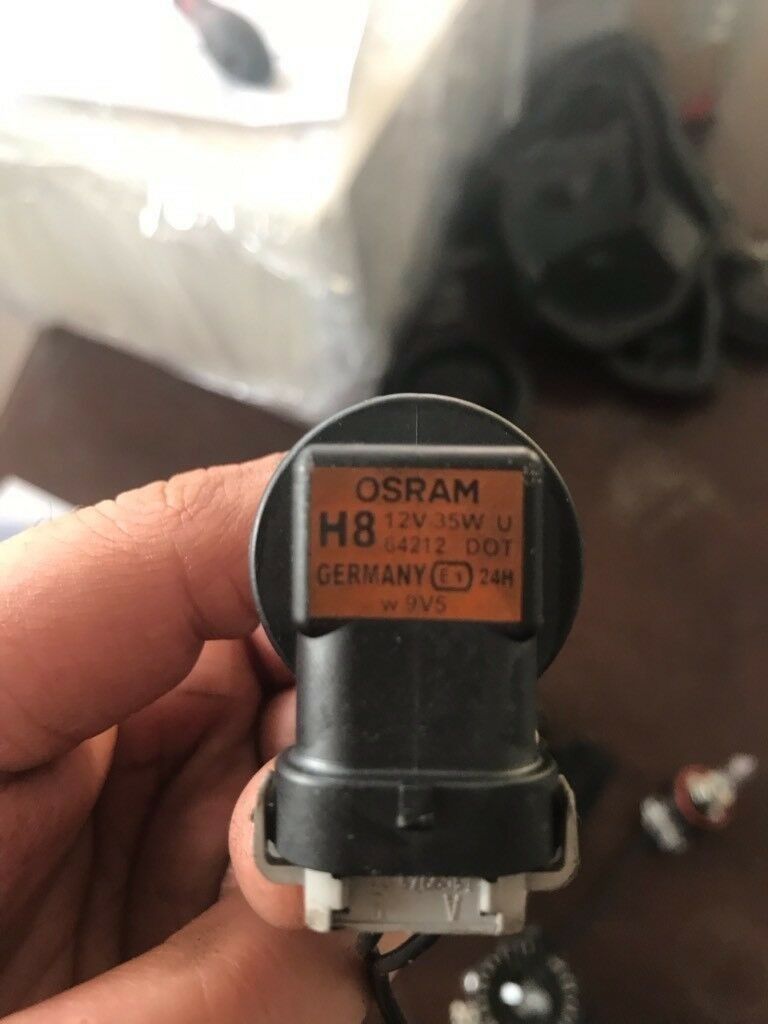 OSRAM
H8 12V 35W U
64212 DOT
GERMANY E1 24H
w 9V5
A